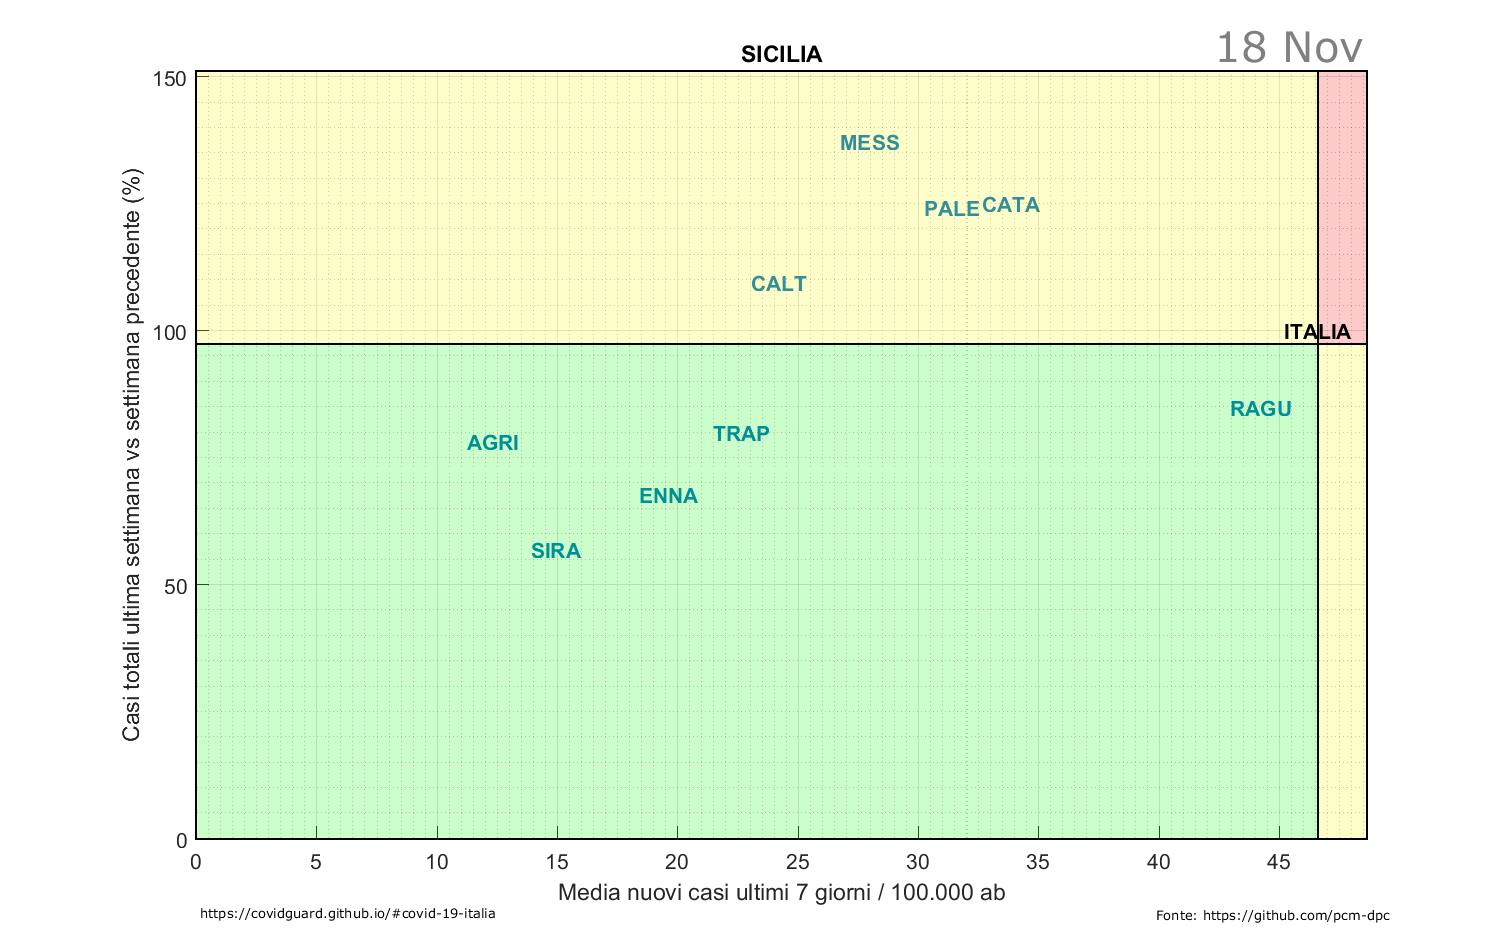 SICILIA
18 Nov
150
MESS
PALE
CATA
CALT
100
ITALIA
RAGU
TRAP
AGRI
ENNA
SIRA
50
0
Casi totali ultima settimana vs settimana precedente (%)
0 5 10 15 20 25 30 35 40 45
Media nuovi casi ultimi 7 giorni / 100.000 ab
https://covidguard.github.io/#covid-19-italia
Fonte: https://github.com/pcm-dpc